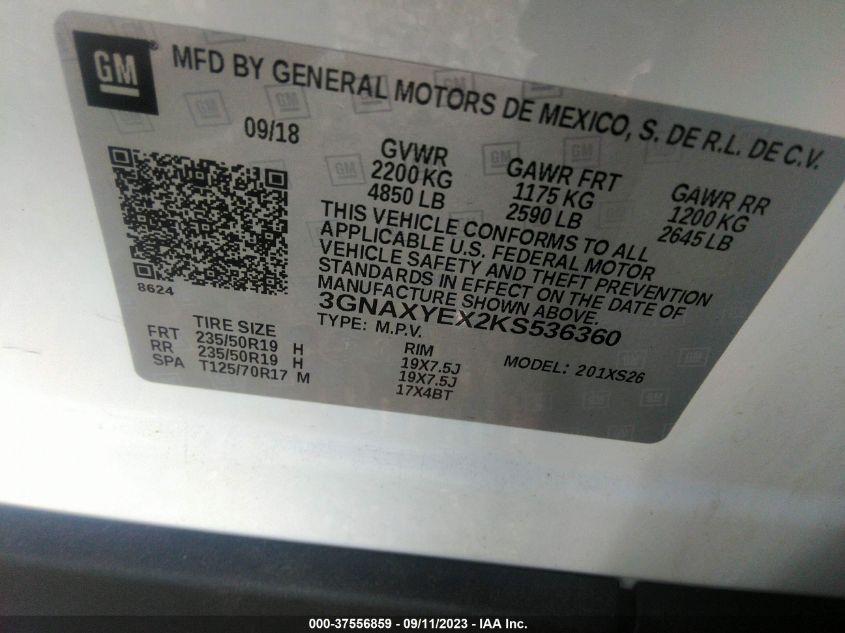 GM
MFD BY GENERAL MOTORS DE MEXICO, S. DE R.L. DE C.V.
09/18
GVWR
2200 KG
4850 LB
GAWR FRT
1175 KG
2590 LB
GAWR RR
1200 KG
2645 LB
THIS VEHICLE CONFORMS TO ALL
APPLICABLE U.S. FEDERAL MOTOR
VEHICLE SAFETY AND THEFT PREVENTION
STANDARDS IN EFFECT ON THE DATE OF
MANUFACTURE SHOWN ABOVE.
3GNAXYEX2KS536360
TYPE: M.P.V.
MODEL: 201XS26
8624
TIRE SIZE RIM
FRT 235/50R19 H 19X7.5J
RR 235/50R19 H 19X7.5J
SPA T125/70R17 M 17X4BT
000-37556859 - 09/11/2023 - IAA Inc.